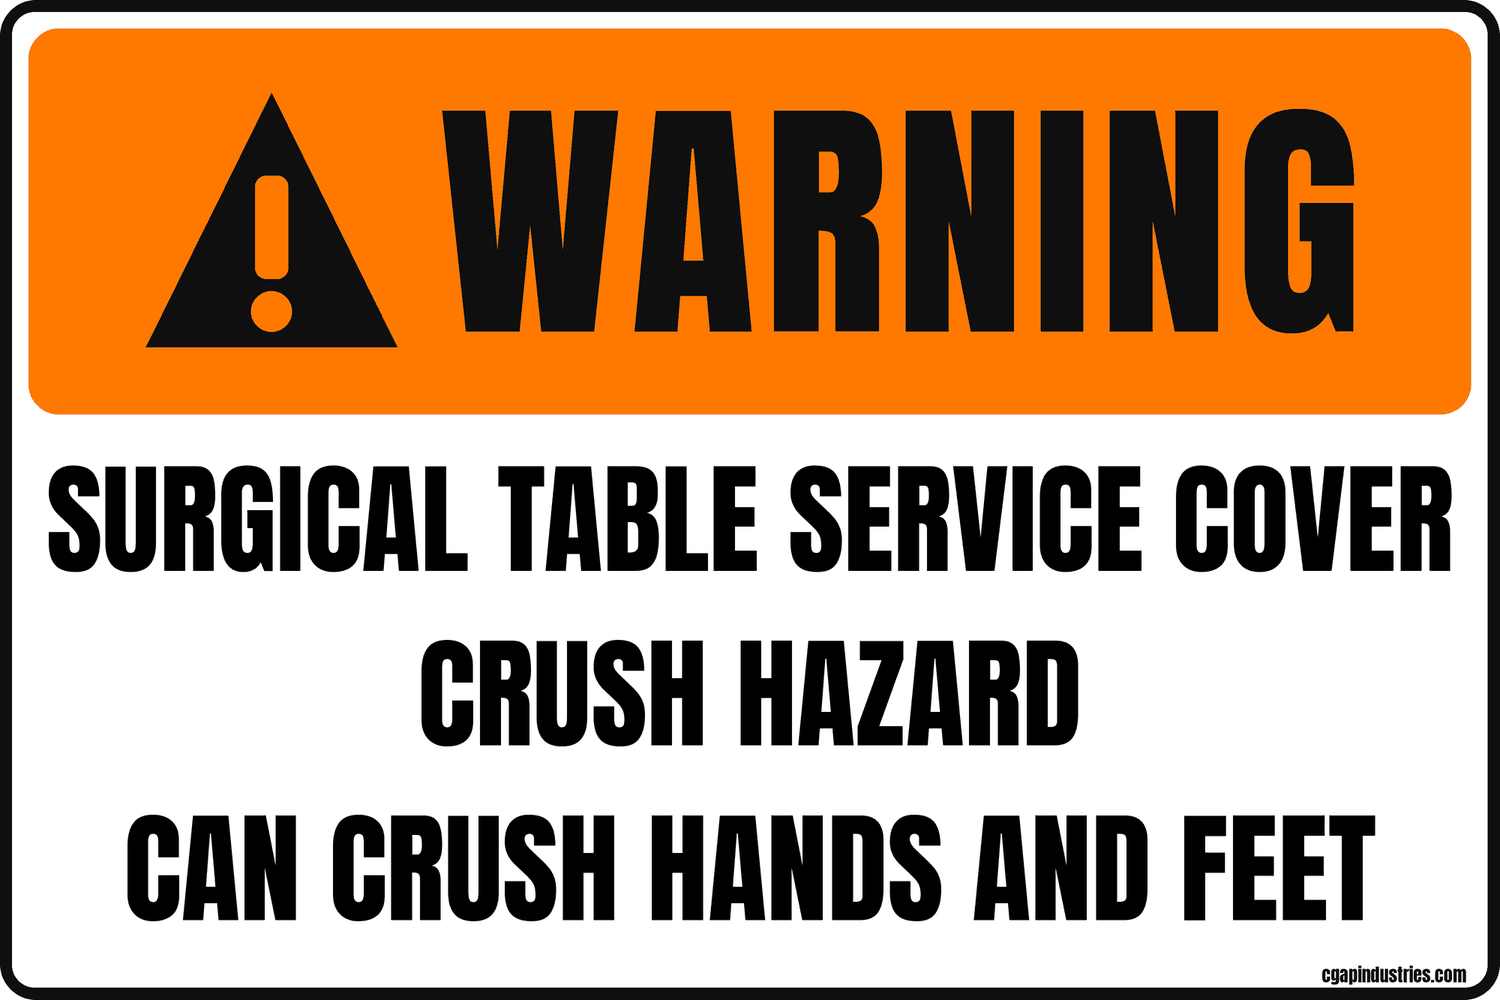 WARNING
SURGICAL TABLE SERVICE COVER
CRUSH HAZARD
CAN CRUSH HANDS AND FEET
cgapindustries.com